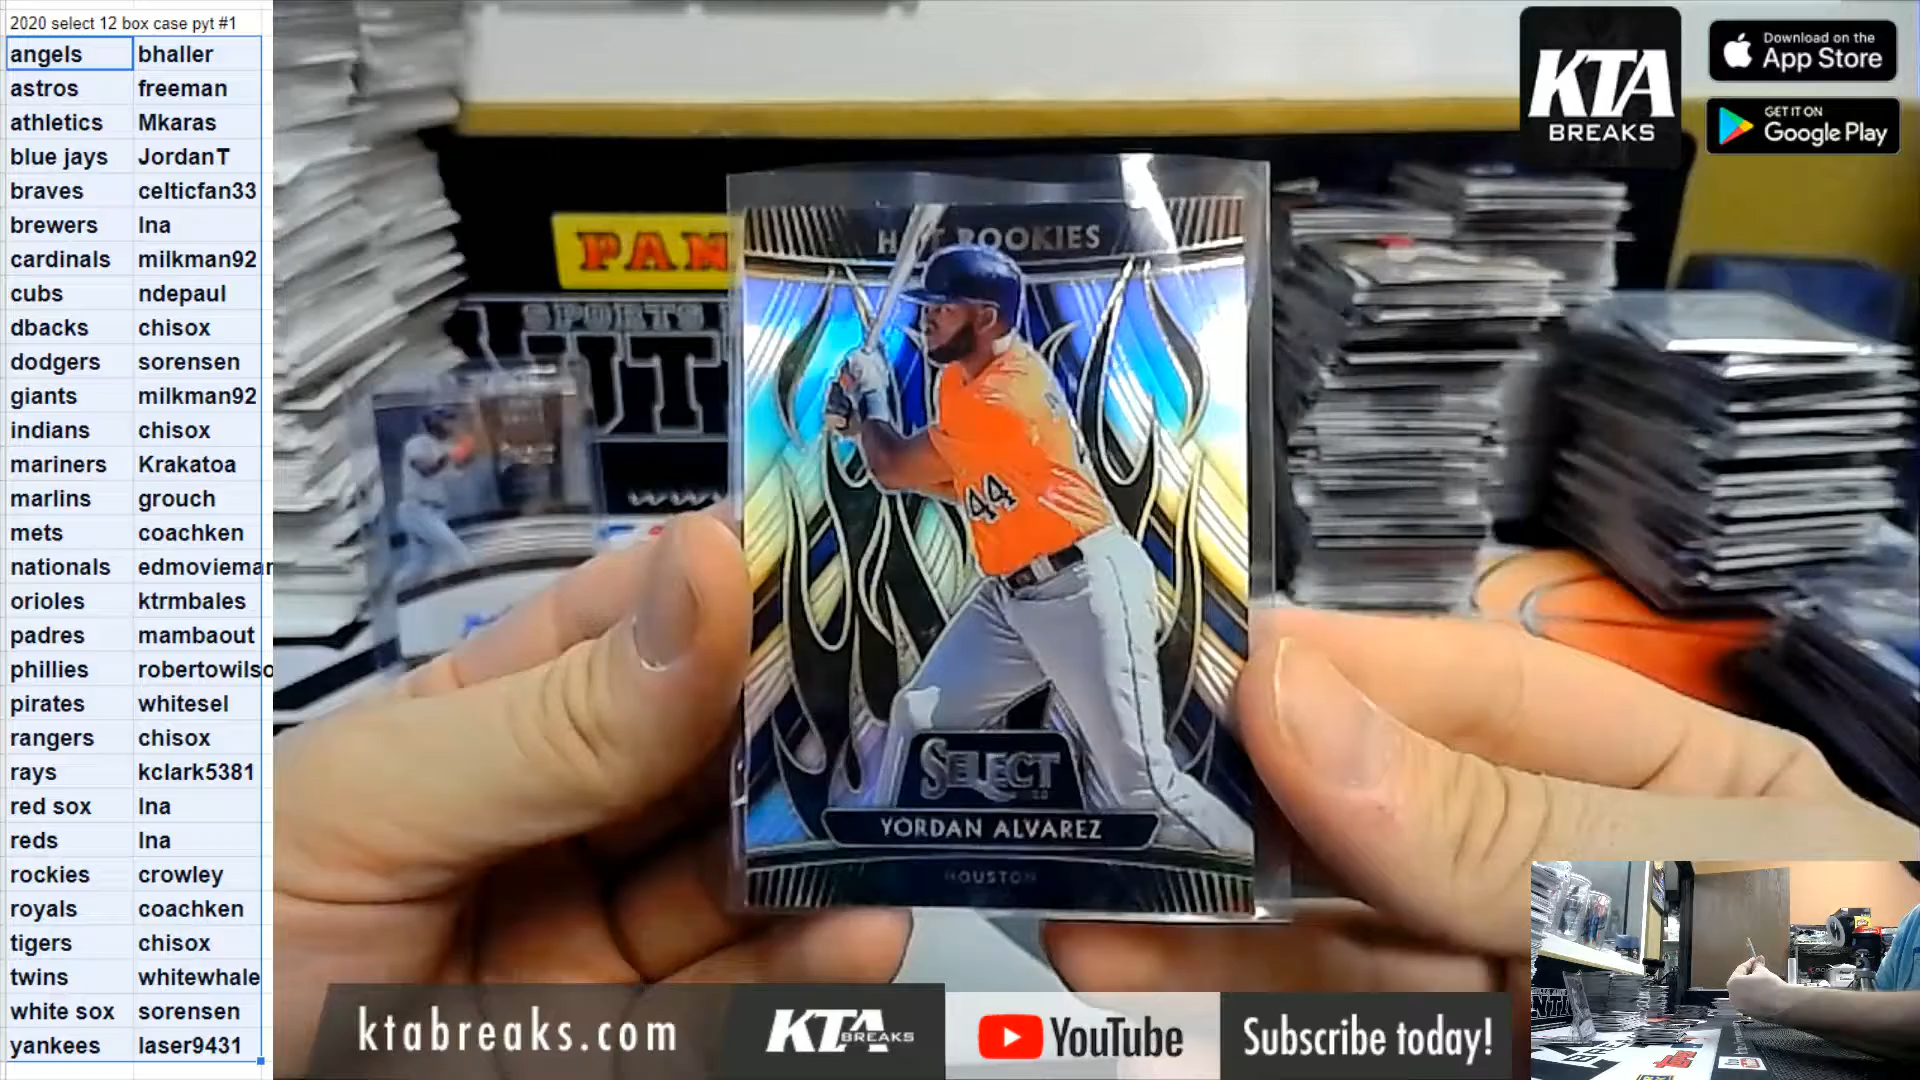 2020 select 12 box case pyt #1
angels bhaller
astros freeman
athletics Mkaras
blue jays JordanT
braves celticfan33
brewers lna
cardinals milkman92
cubs ndepaul
dbacks chisox
dodgers sorensen
giants milkman92
indians chisox
mariners Krakatoa
marlins grouch
mets coachken
nationals edmovieman
orioles ktrmbales
padres mambaout
phillies robertowilso
pirates whitesel
rangers chisox
rays kclark5381
red sox lna
reds lna
rockies crowley
royals coachken
tigers chisox
twins whitewhale
white sox sorensen
yankees laser9431
KTA
BREAKS
Download on the
App Store
GET IT ON
Google Play
PAN
SPORTS
HOT ROOKIES
44
SELECT
YORDAN ALVAREZ
HOUSTON
ktabreaks.com
KTA BREAKS
YouTube
Subscribe today!